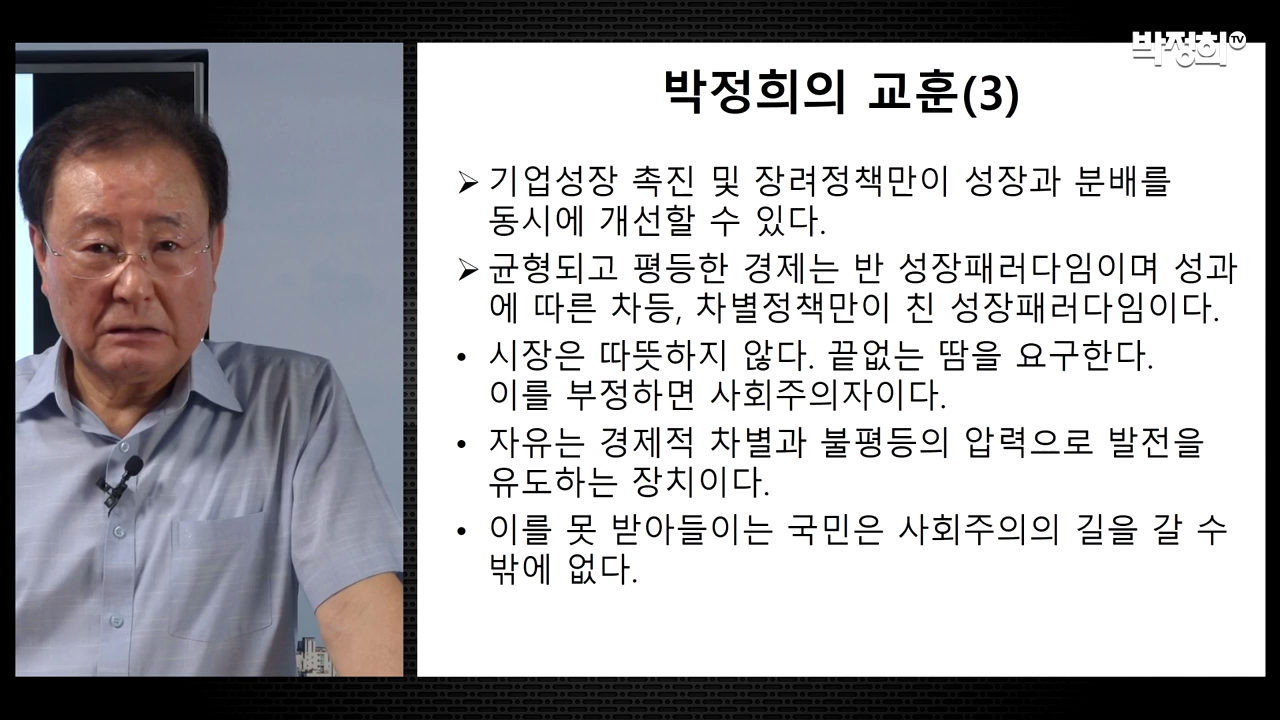 박정희TV
박정희의 교훈(3)
➢ 기업성장 촉진 및 장려정책만이 성장과 분배를
동시에 개선할 수 있다.
➢ 균형되고 평등한 경제는 반 성장패러다임이며 성과
에 따른 차등, 차별정책만이 친 성장패러다임이다.
• 시장은 따뜻하지 않다. 끝없는 땀을 요구한다.
이를 부정하면 사회주의자이다.
• 자유는 경제적 차별과 불평등의 압력으로 발전을
유도하는 장치이다.
• 이를 못 받아들이는 국민은 사회주의의 길을 갈 수
밖에 없다.